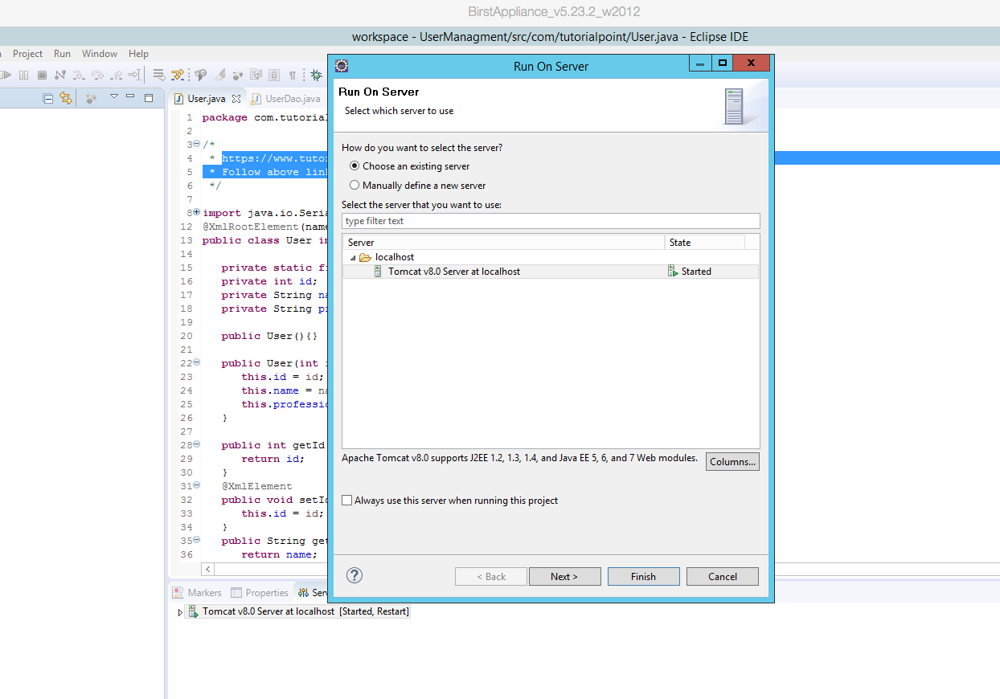 BirstAppliance_v5.23.2_w2012
workspace - UserManagment/src/com/tutorialpoint/User.java - Eclipse IDE
Project Run Window Help
User.java UserDao.java
1 package com.tutorial
2
3 /*
4 * https://www.tuto
5 * Follow above lin
6 */
7
8 import java.io.Seria
12 @XmlRootElement(name
13 public class User im
14
15 private static f
16 private int id;
17 private String na
18 private String p
19
20 public User(){}
21
22 public User(int
23 this.id = id;
24 this.name = na
25 this.professio
26 }
27
28 public int getId
29 return id;
30 }
31 @XmlElement
32 public void setId
33 this.id = id;
34 }
35 public String get
36 return name;
Markers Properties Serv
Tomcat v8.0 Server at localhost [Started, Restart]
Run On Server
Run On Server
Select which server to use
How do you want to select the server?
Choose an existing server
Manually define a new server
Select the server that you want to use:
type filter text
Server State
localhost
Tomcat v8.0 Server at localhost Started
Apache Tomcat v8.0 supports J2EE 1.2, 1.3, 1.4, and Java EE 5, 6, and 7 Web modules.
Columns...
Always use this server when running this project
? < Back Next > Finish Cancel